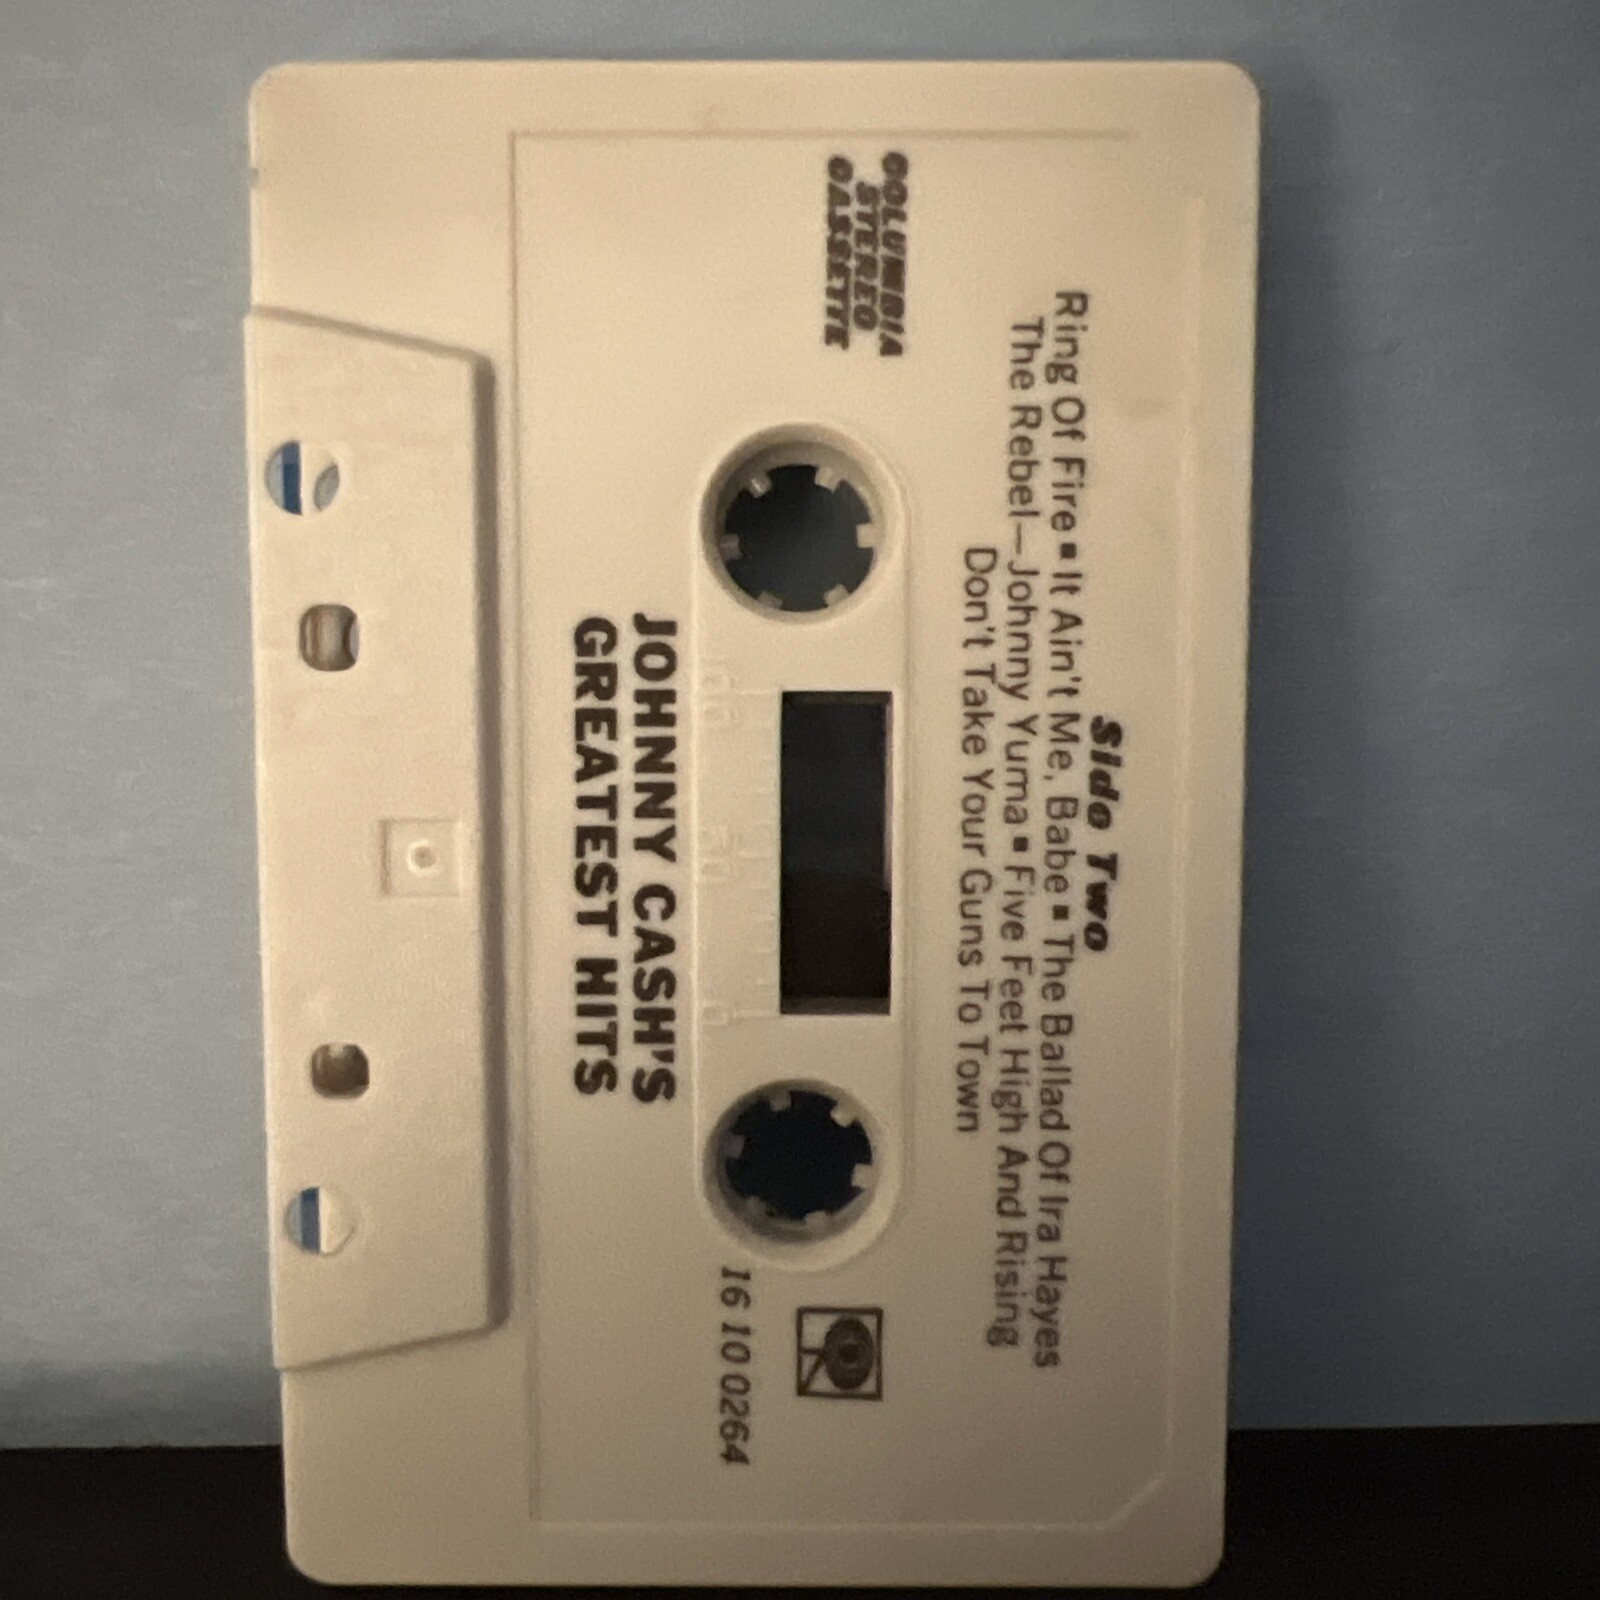 Side Two
Ring Of Fire ▪ It Ain't Me, Babe ▪ The Ballad Of Ira Hayes
The Rebel—Johnny Yuma ▪ Five Feet High And Rising
Don't Take Your Guns To Town
COLUMBIA
STEREO
CASSETTE
16 10 0264
JOHNNY CASH'S
GREATEST HITS